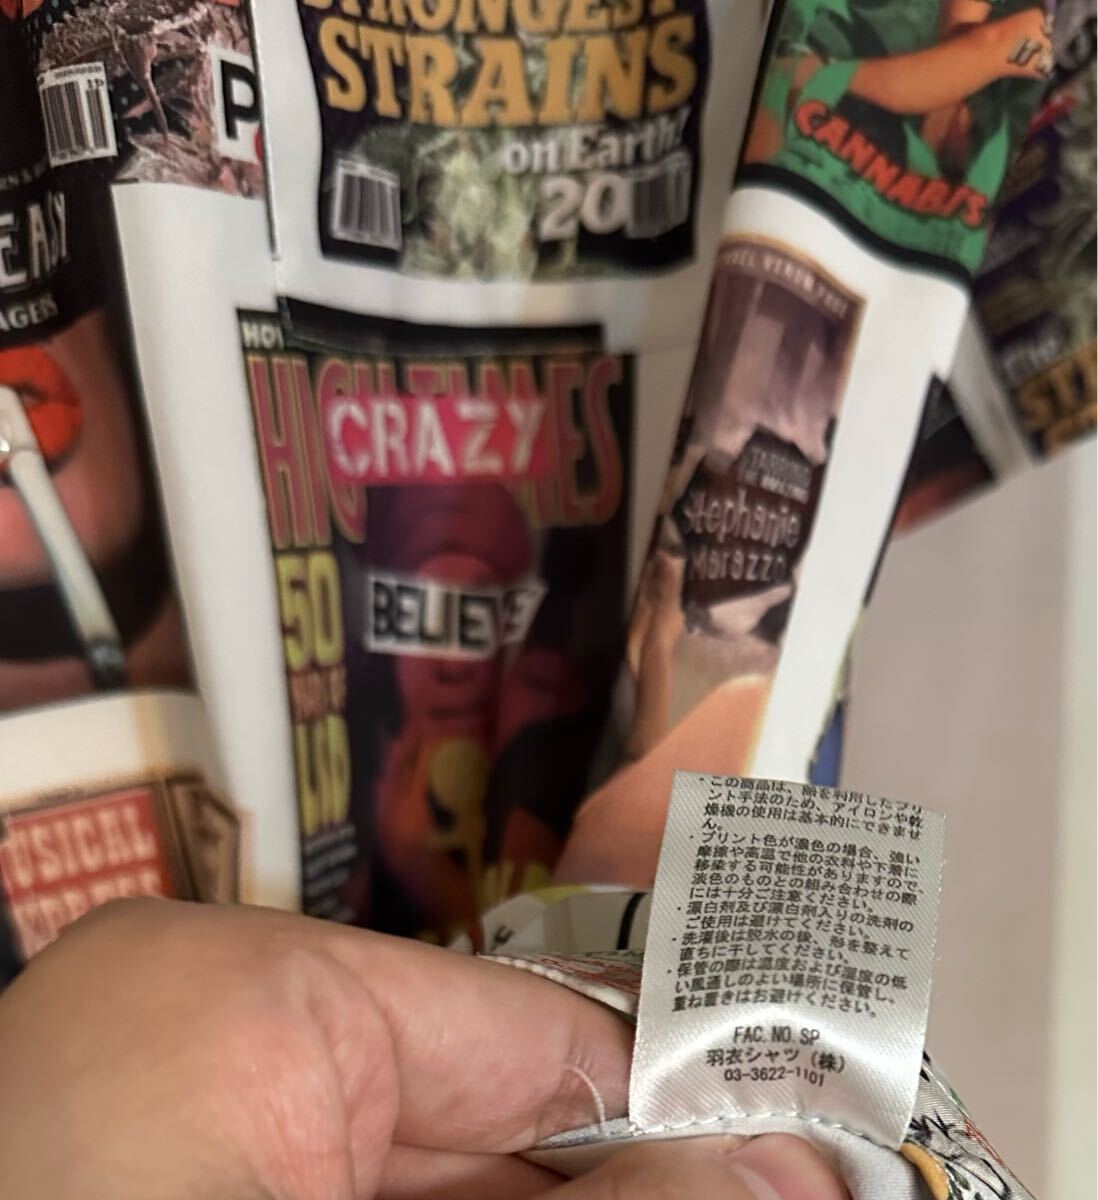 STRONGEST
STRAINS
on Earth!
20
CANNABIS
P
EASY
HIGH TIMES
CRAZY
BELIEVE
50
STARRING
THE AMAZING
Stephanie
Marazzo
USICAL
ST
・この商品は、顔料を利用したプリ
ント手法のため、アイロンや乾
燥機の使用は基本的にできませ
ん。
・プリント色が濃色の場合、強い
摩擦や高温で他の衣料や下着に
移染する可能性がありますので、
淡色のものとの組み合わせの際
には十分ご注意ください。
・漂白剤及び漂白剤入りの洗剤の
ご使用は避けてください。
・洗濯後は脱水の後、形を整えて
直ちに干してください。
・保管の際は温度および湿度の低
い風通しのよい場所に保管し、
重ね置きはお避けください。
FAC. NO. SP
羽衣シャツ（株）
03-3622-1101